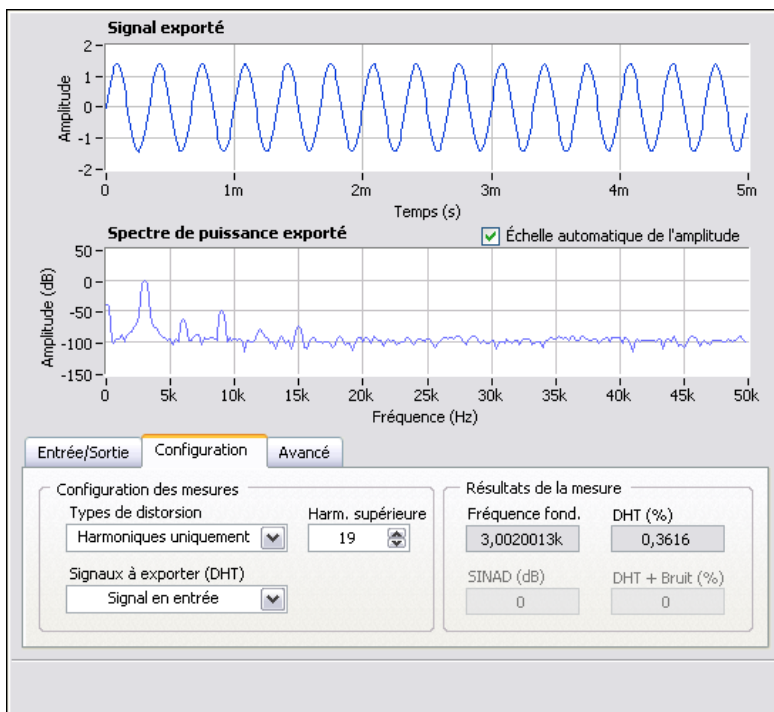 Signal exporté
Amplitude
2
1
0
-1
-2
0
1m
2m
3m
4m
5m
Temps (s)
Spectre de puissance exporté
Échelle automatique de l'amplitude
Amplitude (dB)
50
0
-50
-100
-150
0
5k
10k
15k
20k
25k
30k
35k
40k
45k
50k
Fréquence (Hz)
Entrée/Sortie
Configuration
Avancé
Configuration des mesures
Types de distorsion
Harm. supérieure
Harmoniques uniquement
19
Signaux à exporter (DHT)
Signal en entrée
Résultats de la mesure
Fréquence fond.
DHT (%)
3,0020013k
0,3616
SINAD (dB)
DHT + Bruit (%)
0
0